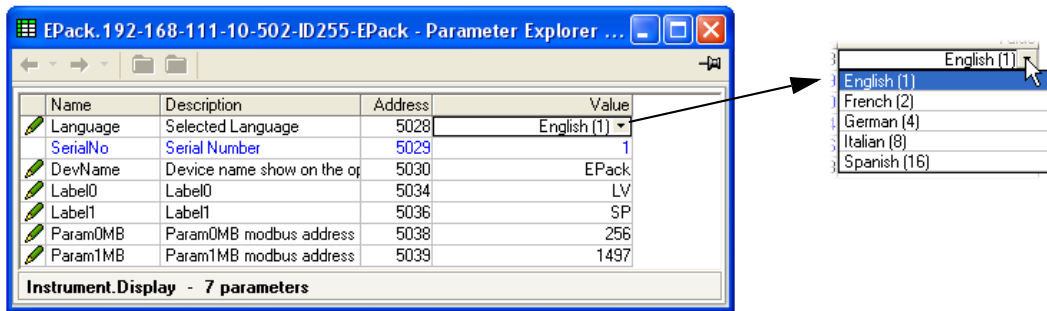 EPack.192-168-111-10-502-ID255-EPack - Parameter Explorer ...
Name Description Address Value
Language Selected Language 5028 English (1)
SerialNo Serial Number 5029 1
DevName Device name show on the op 5030 EPack
Label0 Label0 5034 LV
Label1 Label1 5036 SP
Param0MB Param0MB modbus address 5038 256
Param1MB Param1MB modbus address 5039 1497
Instrument.Display - 7 parameters
English (1)
English (1)
French (2)
German (4)
Italian (8)
Spanish (16)